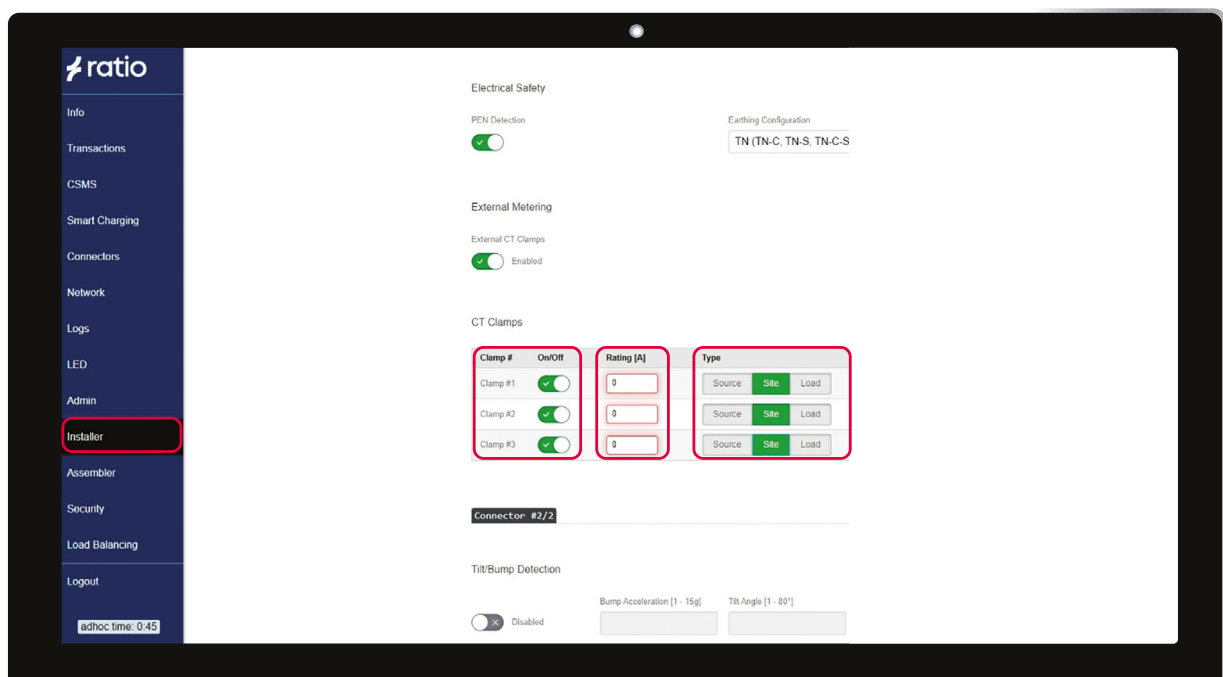 ratio
Info
Transactions
CSMS
Smart Charging
Connectors
Network
Logs
LED
Admin
Installer
Assembler
Security
Load Balancing
Logout
adhoc time: 0:45
Electrical Safety
PEN Detection
Earthing Configuration
TN (TN-C, TN-S, TN-C-S
External Metering
External CT Clamps
Enabled
CT Clamps
Clamp # On/Off Rating [A] Type
Clamp #1 0 Source Site Load
Clamp #2 0 Source Site Load
Clamp #3 0 Source Site Load
Connector #2/2
Tilt/Bump Detection
Bump Acceleration [1 - 15g] Tilt Angle [1 - 80°]
Disabled